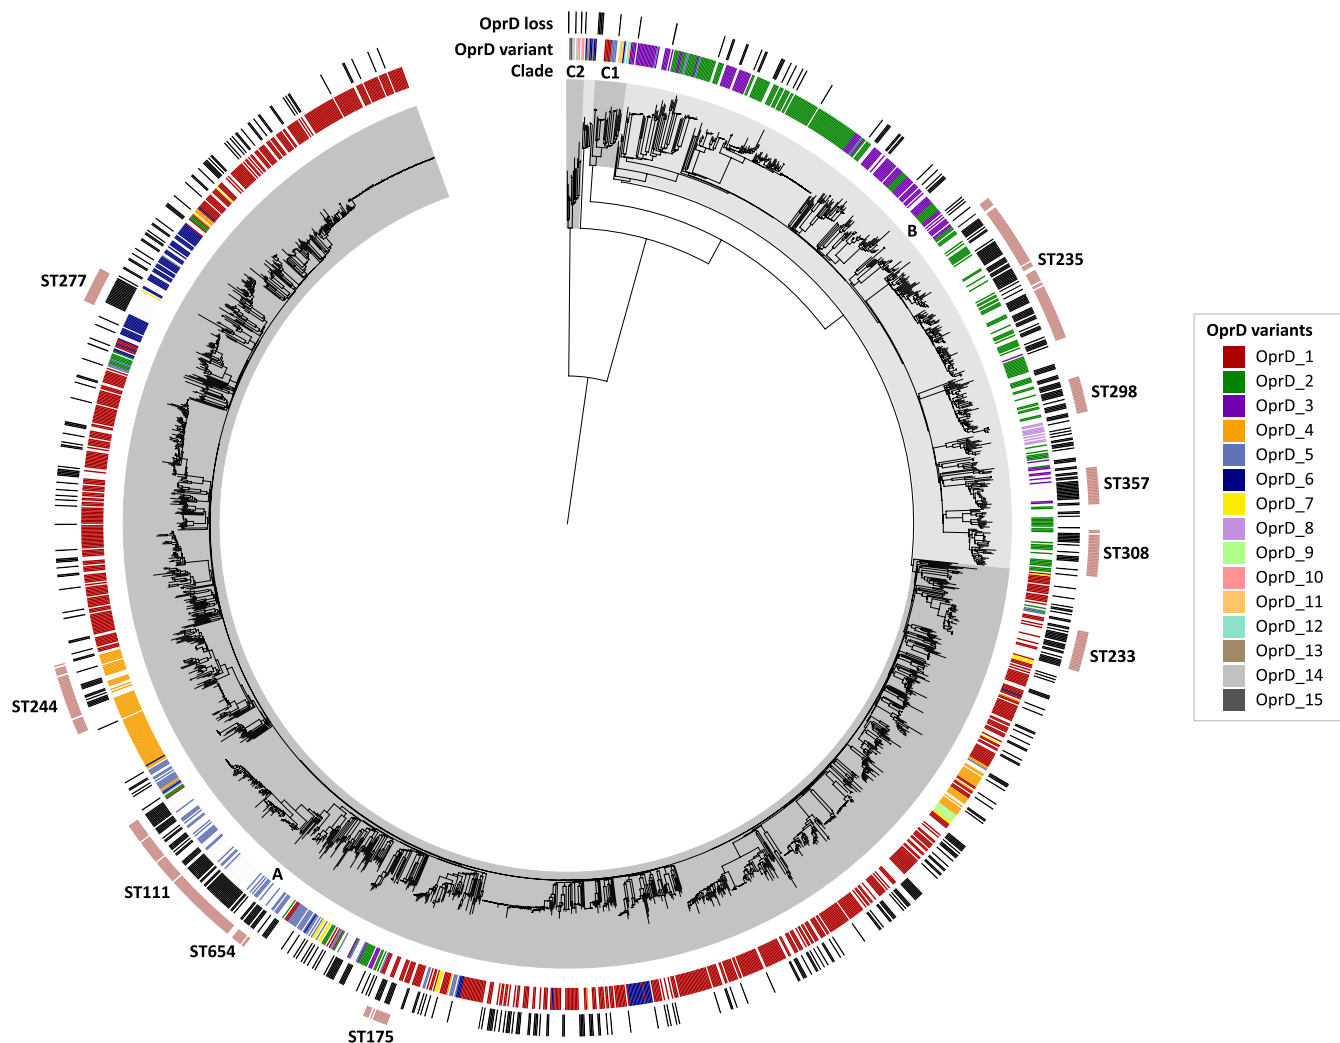 OprD loss
OprD variant
Clade
C2
C1
B
A
ST235
ST298
ST357
ST308
ST233
ST175
ST654
ST111
ST244
ST277
OprD variants
OprD_1
OprD_2
OprD_3
OprD_4
OprD_5
OprD_6
OprD_7
OprD_8
OprD_9
OprD_10
OprD_11
OprD_12
OprD_13
OprD_14
OprD_15